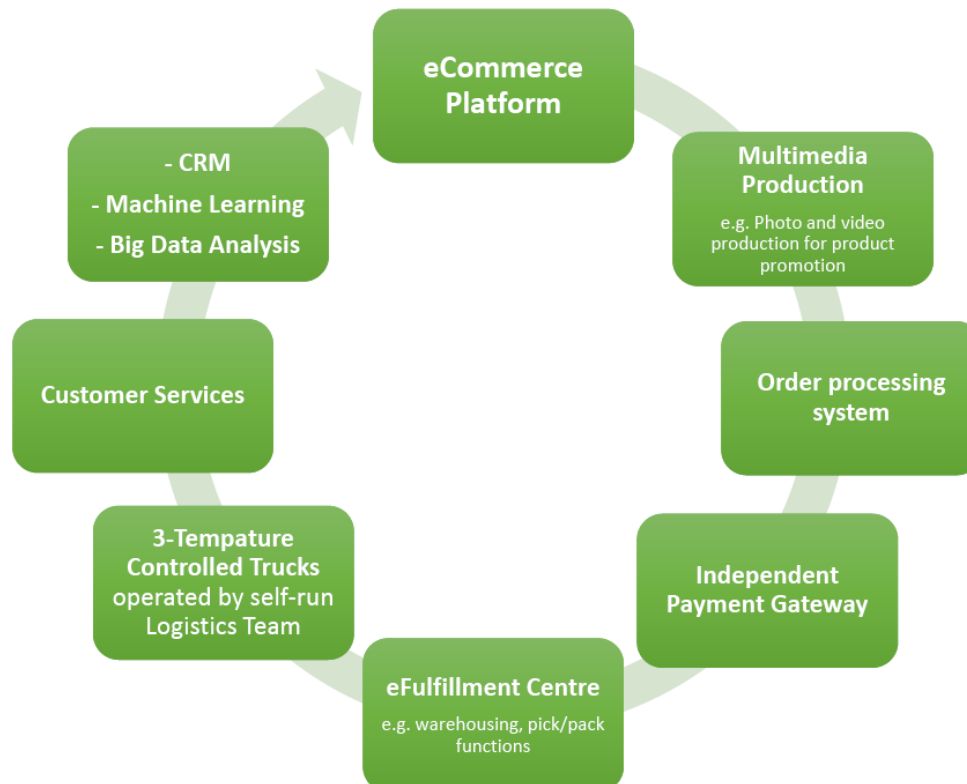 eCommerce
Platform
Multimedia
Production
e.g. Photo and video
production for product
promotion
Order processing
system
Independent
Payment Gateway
eFulfillment Centre
e.g. warehousing, pick/pack
functions
3-Tempature
Controlled Trucks
operated by self-run
Logistics Team
Customer Services
- CRM
- Machine Learning
- Big Data Analysis